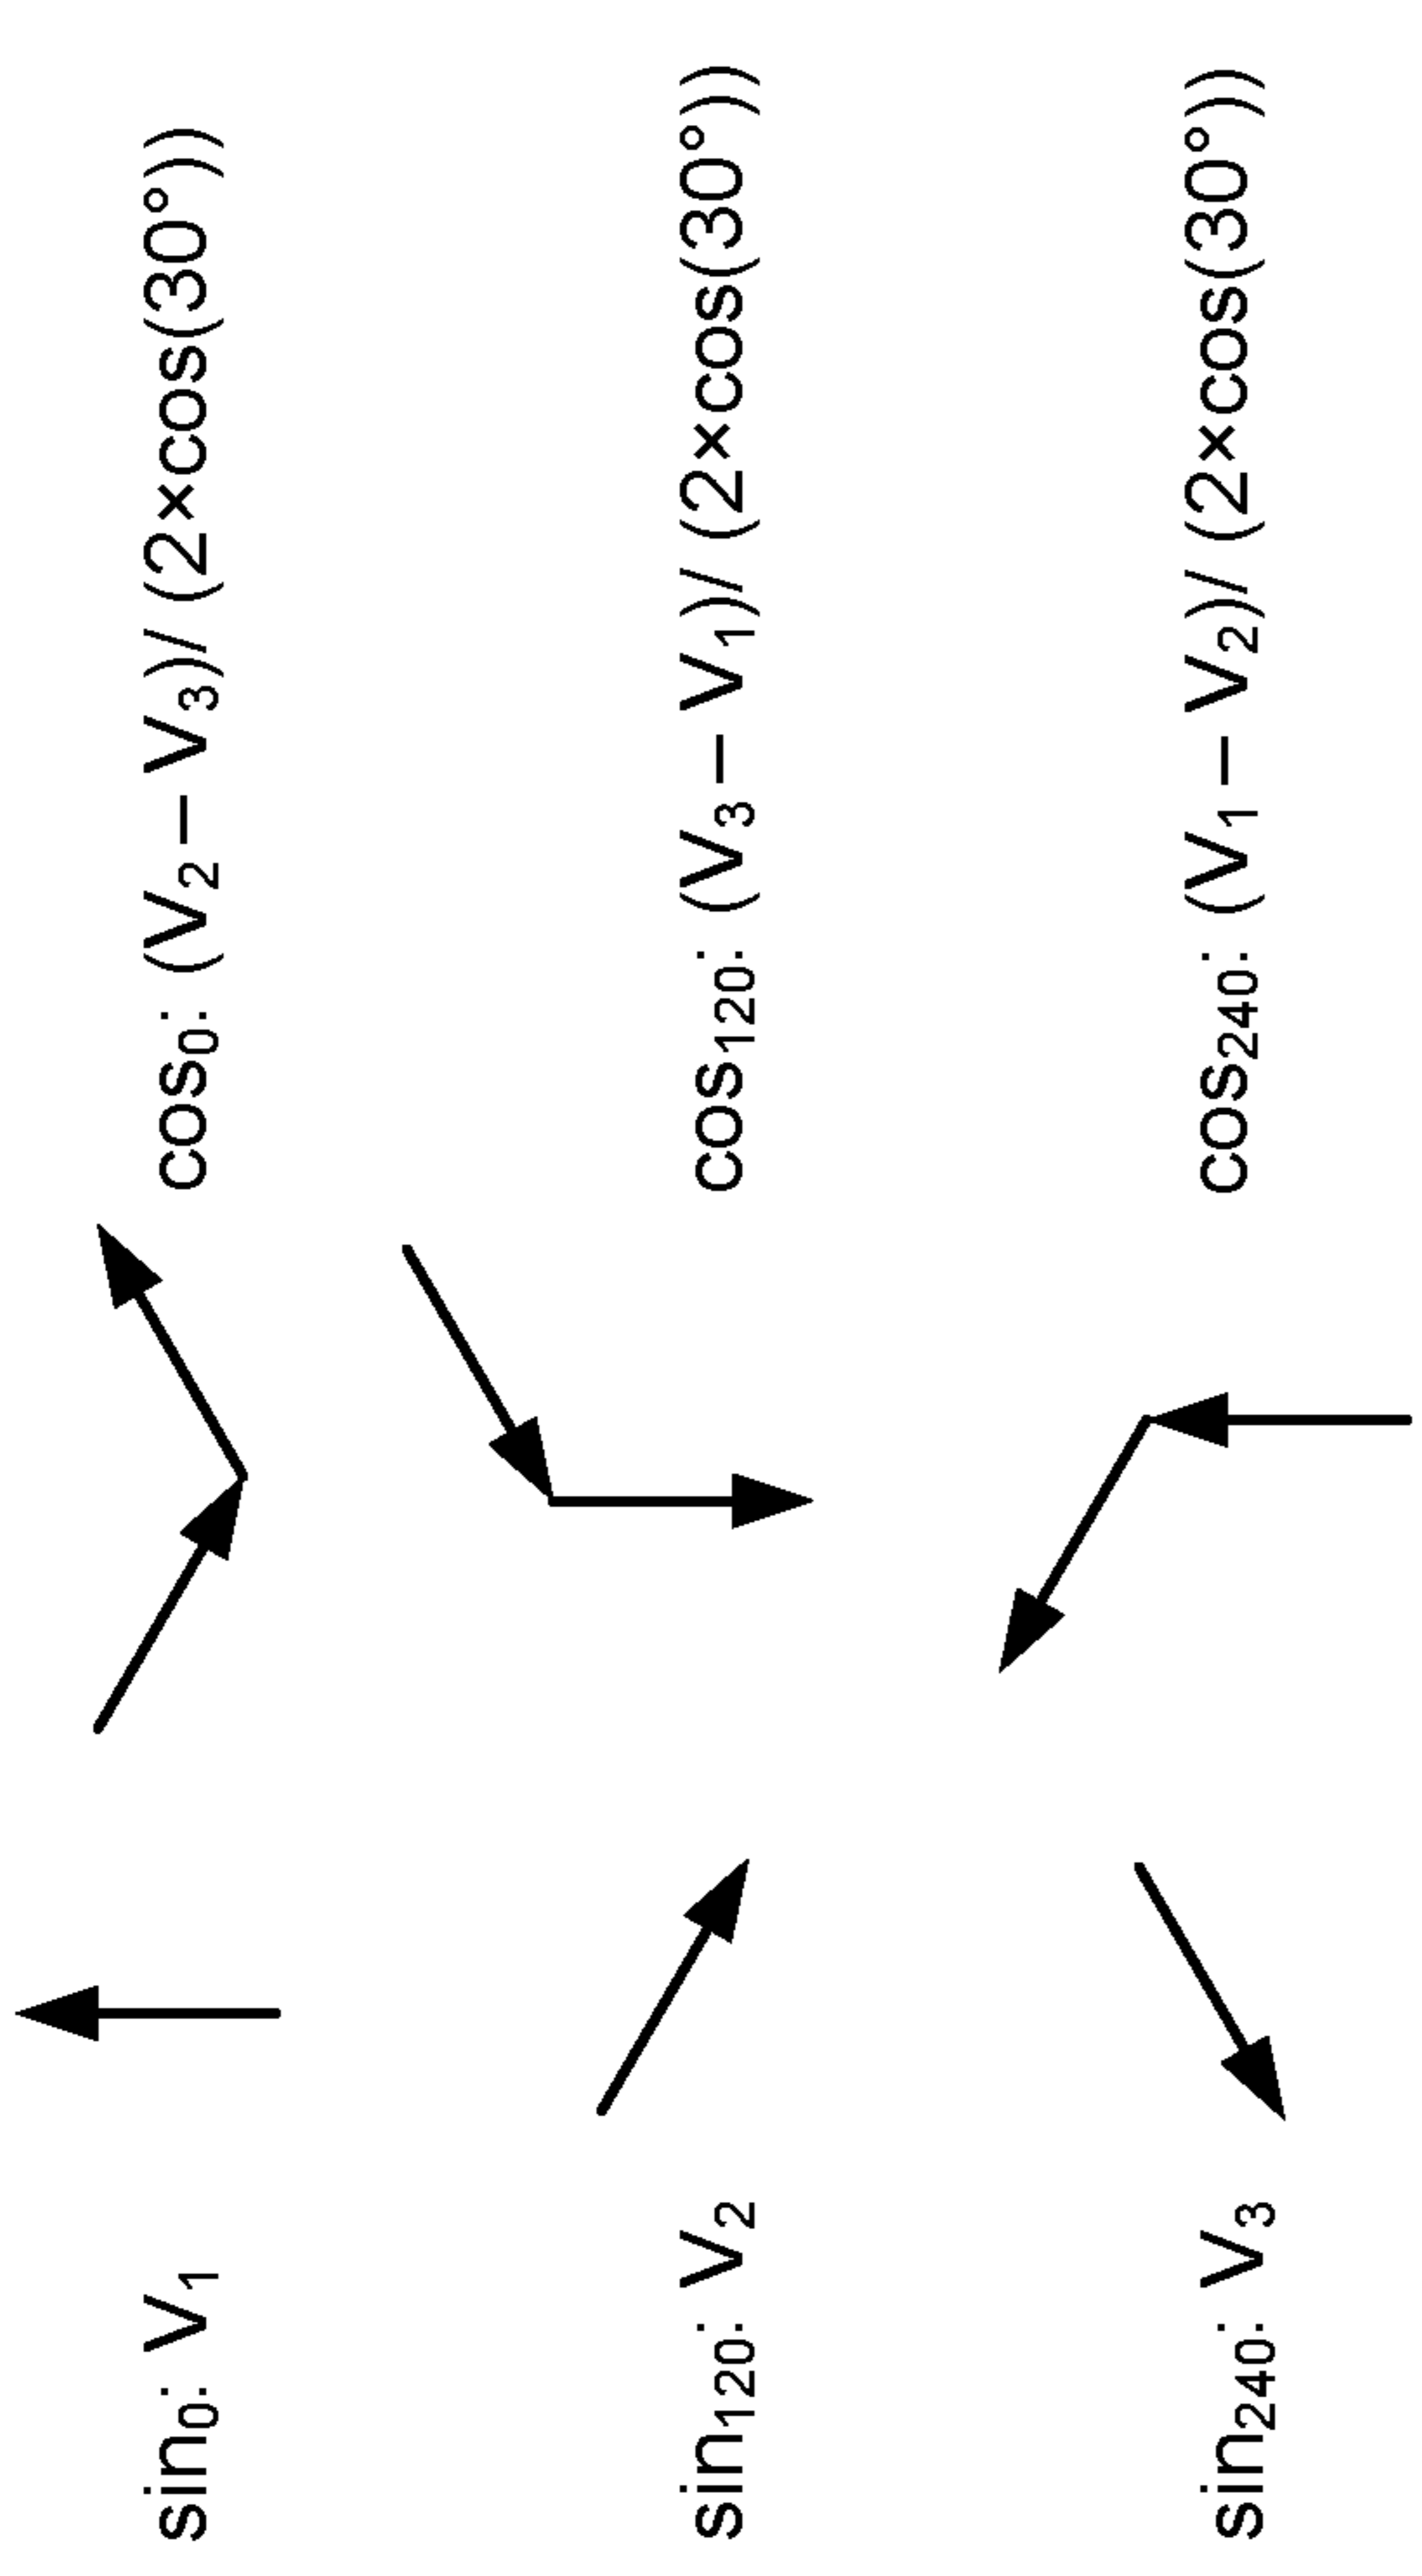 sin₀: V₁ cos₀: (V₂ – V₃)/ (2×cos(30°))
sin₁₂₀: V₂ cos₁₂₀: (V₃ – V₁)/ (2×cos(30°))
sin₂₄₀: V₃ cos₂₄₀: (V₁ – V₂)/ (2×cos(30°))